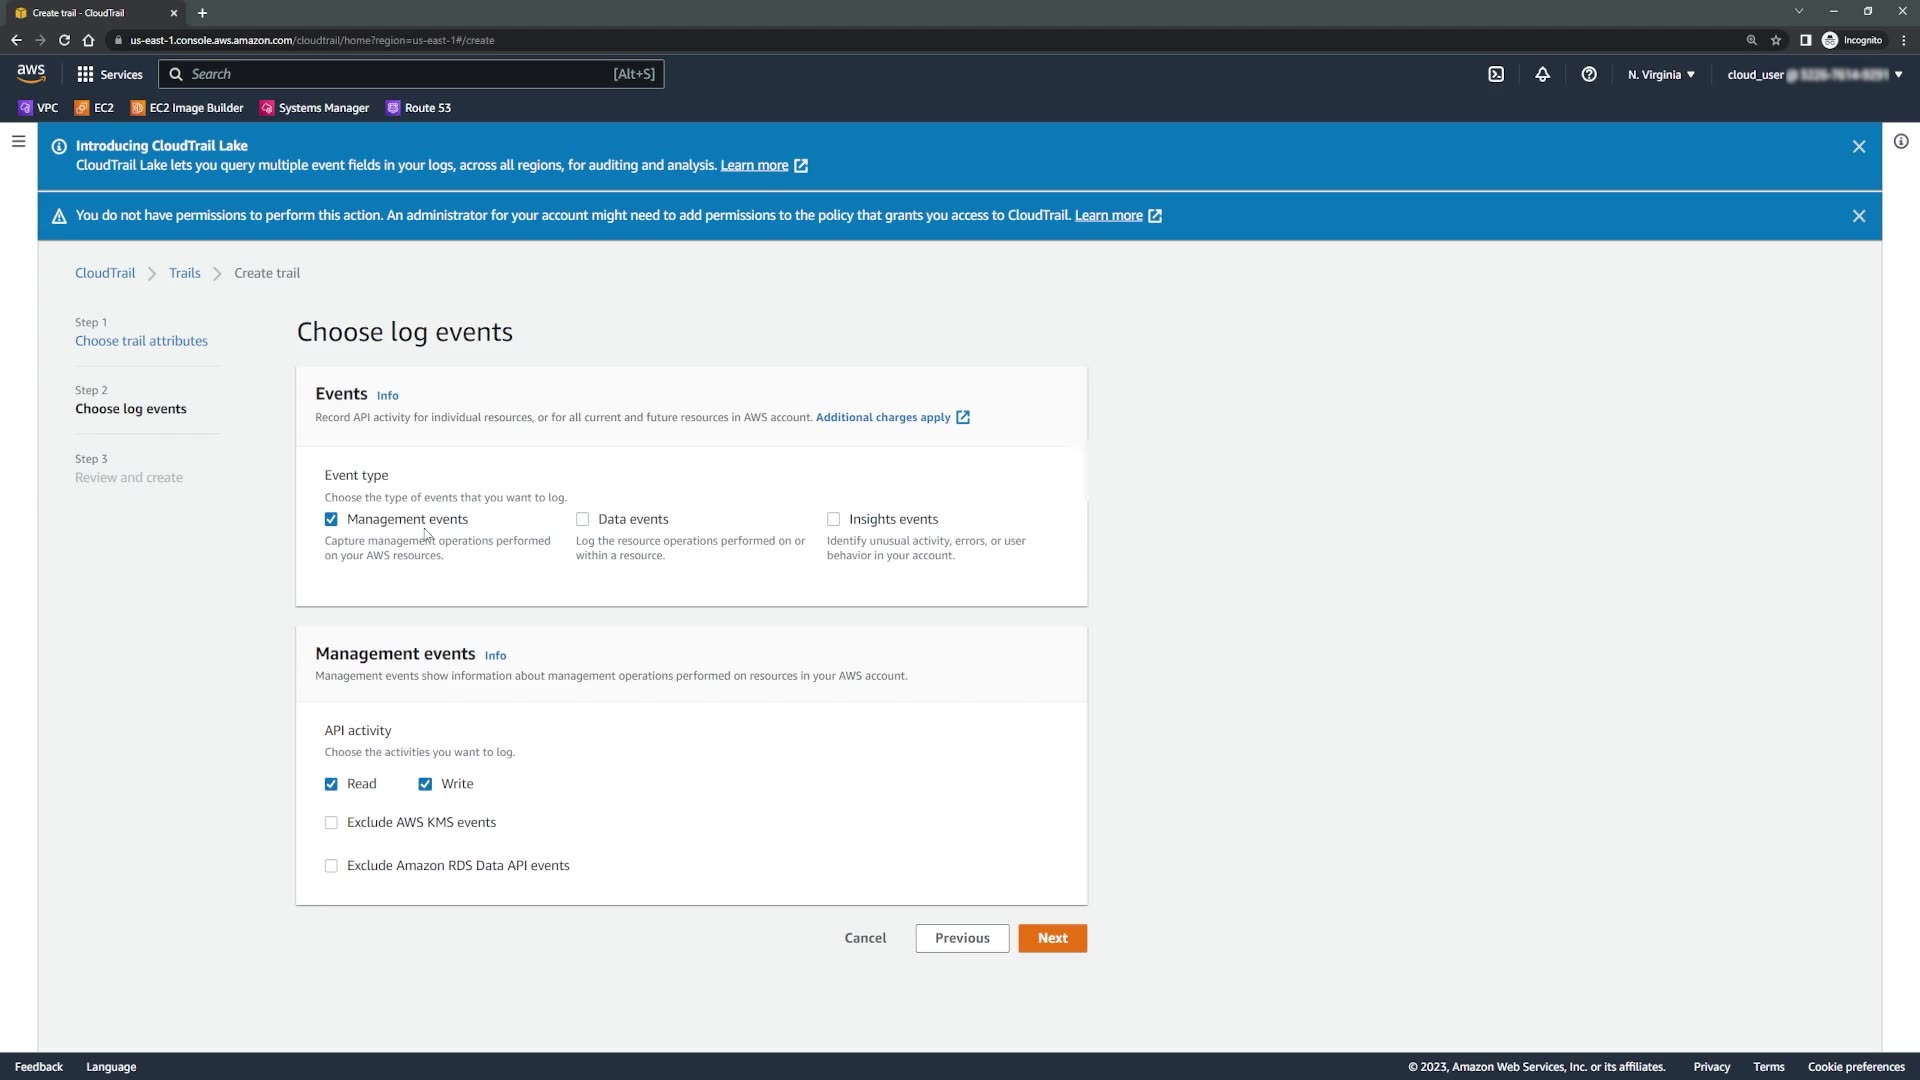 Create trail - CloudTrail
us-east-1.console.aws.amazon.com/cloudtrail/home?region=us-east-1#/create
Incognito
aws
Services
Search
[Alt+S]
N. Virginia
cloud_user @
VPC
EC2
EC2 Image Builder
Systems Manager
Route 53
Introducing CloudTrail Lake
CloudTrail Lake lets you query multiple event fields in your logs, across all regions, for auditing and analysis. Learn more
You do not have permissions to perform this action. An administrator for your account might need to add permissions to the policy that grants you access to CloudTrail. Learn more
CloudTrail
Trails
Create trail
Step 1
Choose trail attributes
Step 2
Choose log events
Step 3
Review and create
Choose log events
Events Info
Record API activity for individual resources, or for all current and future resources in AWS account. Additional charges apply
Event type
Choose the type of events that you want to log.
Management events
Capture management operations performed
on your AWS resources.
Data events
Log the resource operations performed on or
within a resource.
Insights events
Identify unusual activity, errors, or user
behavior in your account.
Management events Info
Management events show information about management operations performed on resources in your AWS account.
API activity
Choose the activities you want to log.
Read
Write
Exclude AWS KMS events
Exclude Amazon RDS Data API events
Cancel
Previous
Next
Feedback
Language
© 2023, Amazon Web Services, Inc. or its affiliates.
Privacy
Terms
Cookie preferences